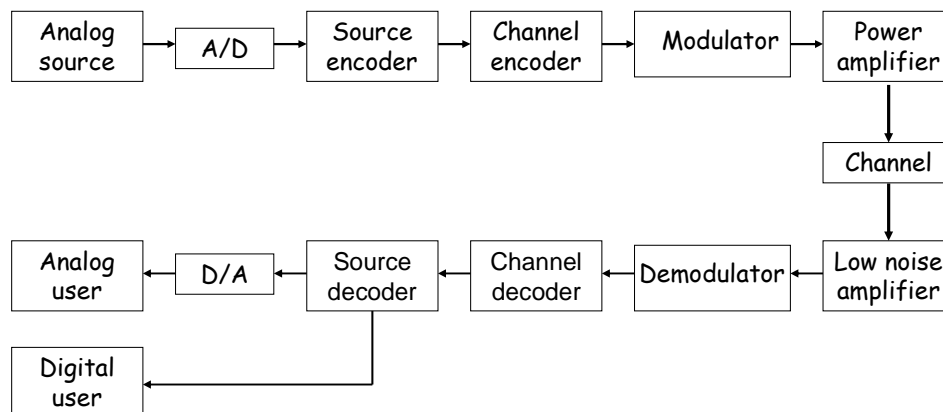 Analog
source
A/D
Source
encoder
Channel
encoder
Modulator
Power
amplifier
Channel
Analog
user
D/A
Source
decoder
Channel
decoder
Demodulator
Low noise
amplifier
Digital
user